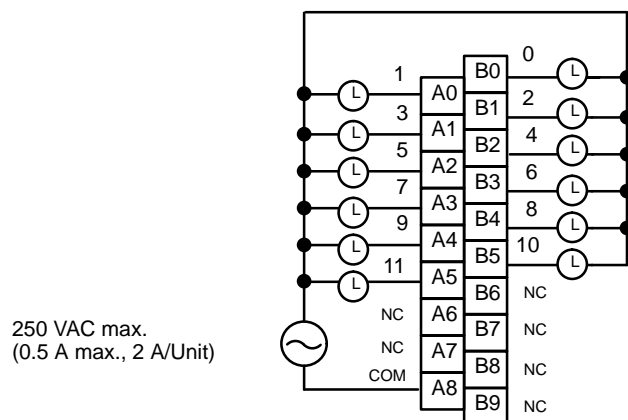 0
B0
L
1
L
A0
2
B1
L
3
L
A1
4
B2
L
5
L
A2
6
B3
L
7
L
A3
8
B4
L
9
L
A4
10
B5
L
11
L
A5
B6
NC
NC
A6
B7
NC
NC
A7
B8
NC
COM
A8
B9
NC
250 VAC max.
(0.5 A max., 2 A/Unit)